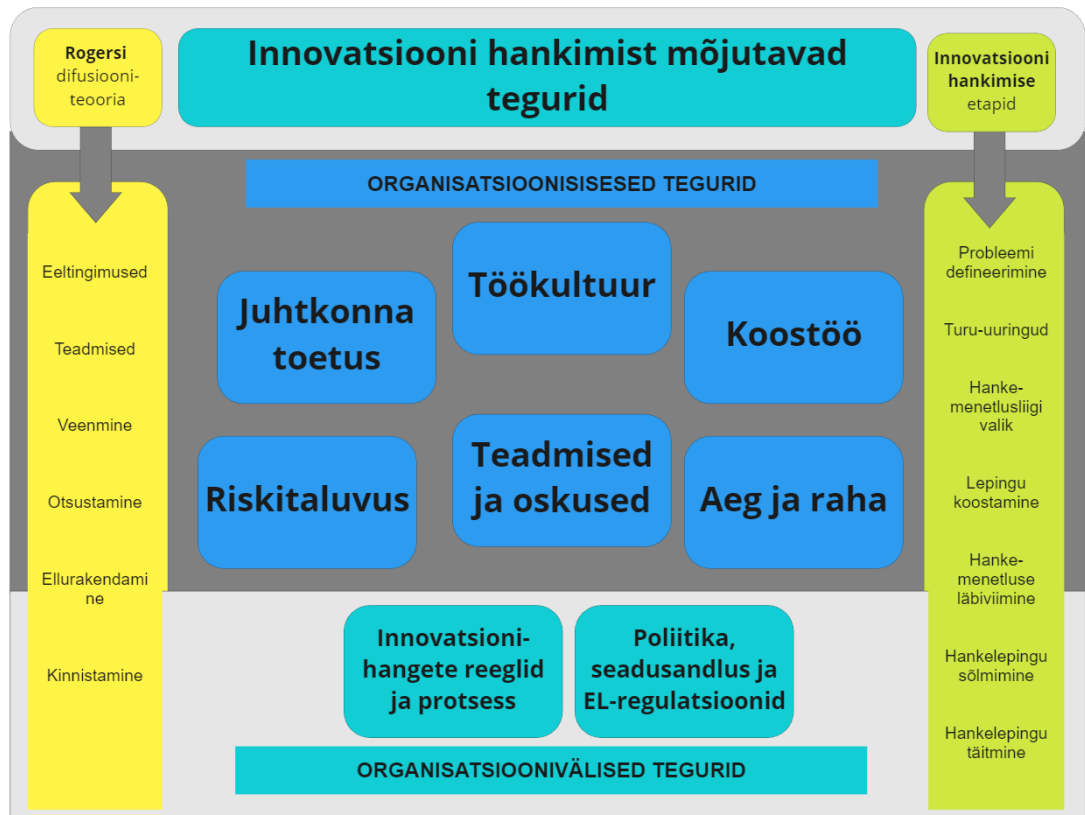 Rogersi
difusiooni-
teooria
Innovatsiooni hankimist mõjutavad
tegurid
Innovatsiooni
hankimise
etapid
ORGANISATSIOONISISESED TEGURID
Eeltingimused
Teadmised
Veenmine
Otsustamine
Ellurakendami
ne
Kinnistamine
Juhtkonna
toetus
Töökultuur
Koostöö
Riskitaluvus
Teadmised
ja oskused
Aeg ja raha
Innovatsioni-
hangete reeglid
ja protsess
Poliitika,
seadusandlus ja
EL-regulatsioonid
ORGANISATSIOONIVÄLISED TEGURID
Probleemi
defineerimine
Turu-uuringud
Hanke-
menetlusliigi
valik
Lepingu
koostamine
Hanke-
menetluse
läbiviimine
Hankelepingu
sõlmimine
Hankelepingu
täitmine